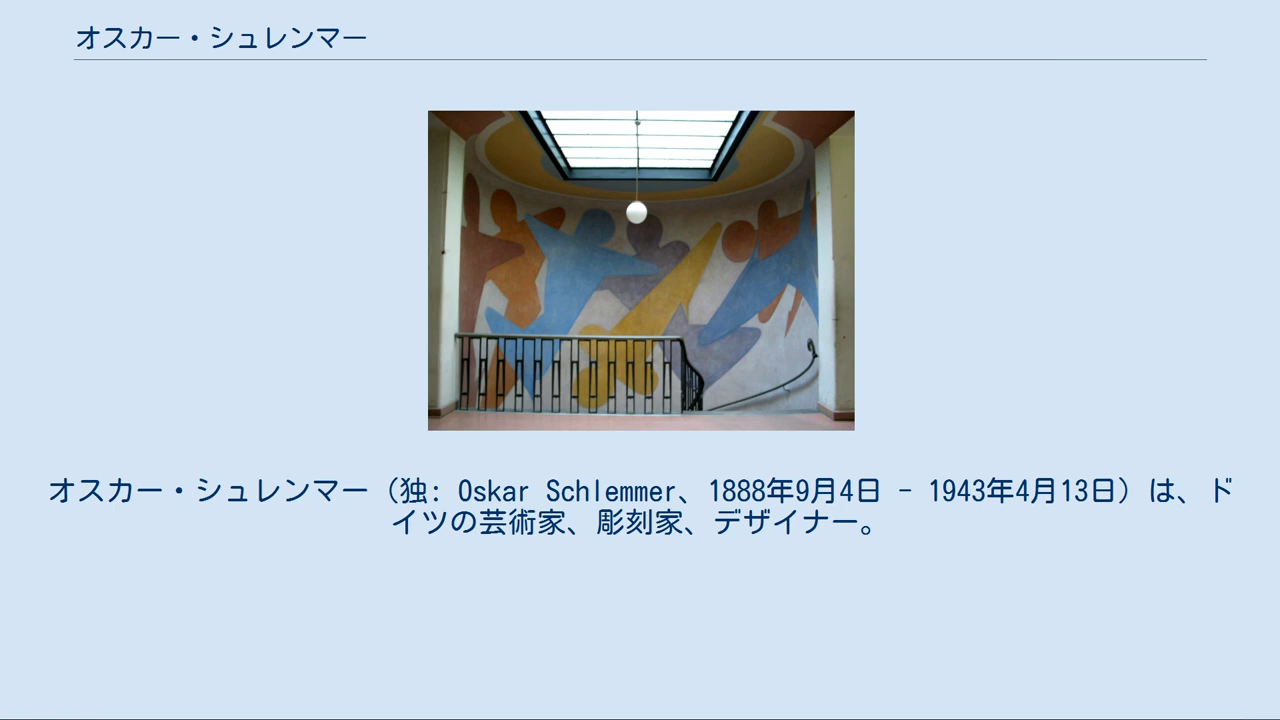 オスカー・シュレンマー
オスカー・シュレンマー（独: Oskar Schlemmer、1888年9月4日 - 1943年4月13日）は、ド
イツの芸術家、彫刻家、デザイナー。